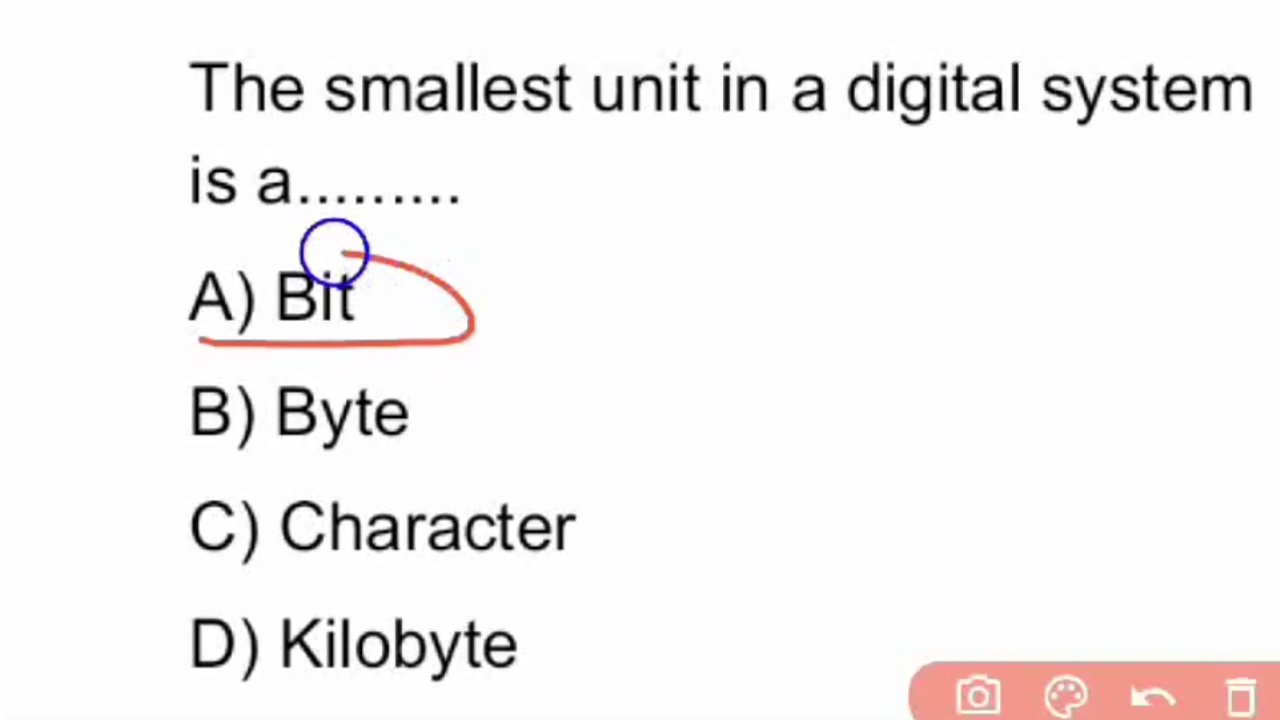 The smallest unit in a digital system
is a.........
A) Bit
B) Byte
C) Character
D) Kilobyte